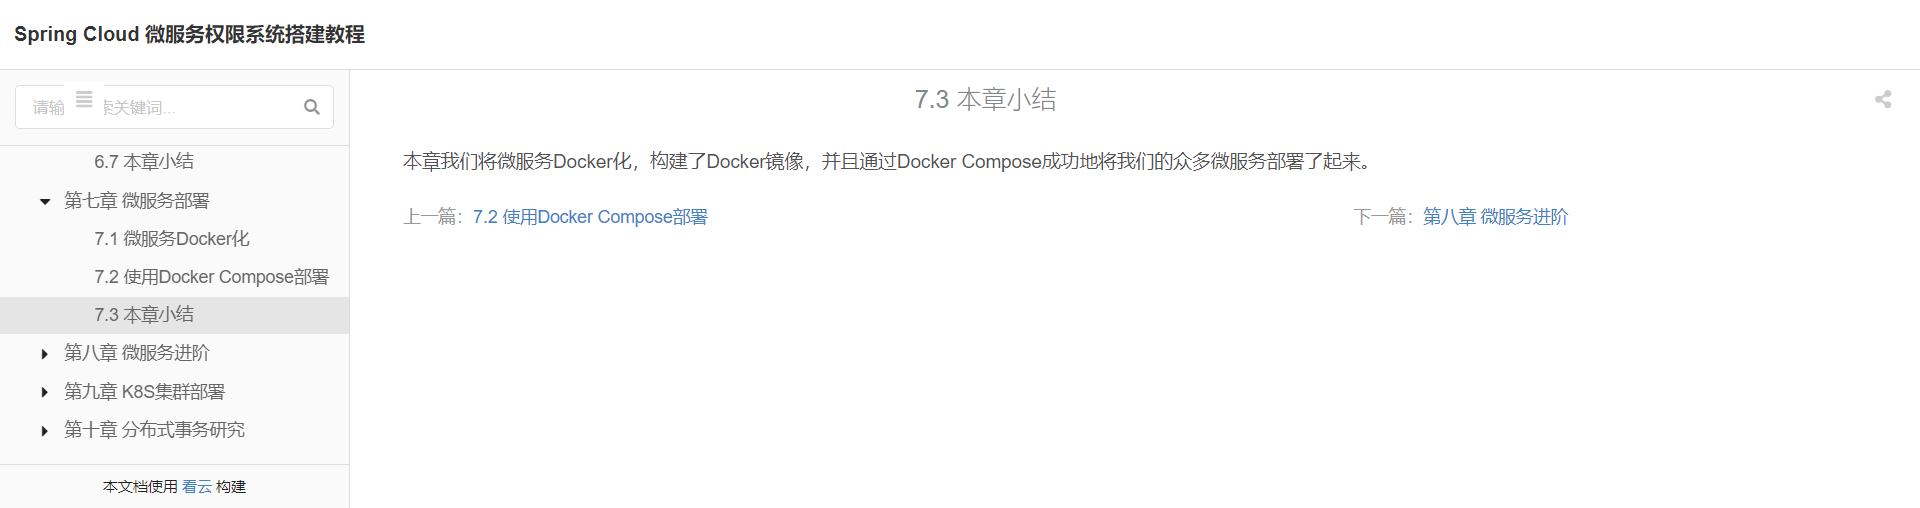 Spring Cloud 微服务权限系统搭建教程
请输 索关键词...
6.7 本章小结
第七章 微服务部署
7.1 微服务Docker化
7.2 使用Docker Compose部署
7.3 本章小结
第八章 微服务进阶
第九章 K8S集群部署
第十章 分布式事务研究
本文档使用 看云 构建
7.3 本章小结
本章我们将微服务Docker化，构建了Docker镜像，并且通过Docker Compose成功地将我们的众多微服务部署了起来。
上一篇：7.2 使用Docker Compose部署 下一篇：第八章 微服务进阶